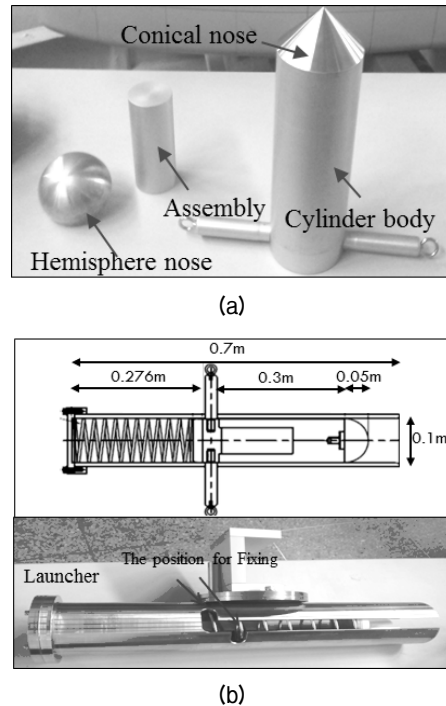 Conical nose
Assembly
Cylinder body
Hemisphere nose
(a)
0.7m
0.276m
0.3m
0.05m
0.1m
The position for Fixing
Launcher
(b)